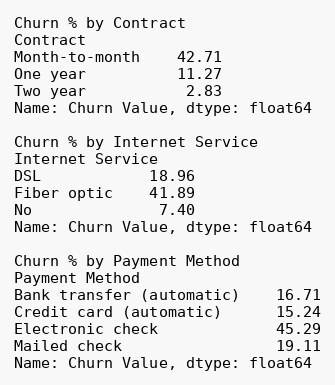 Churn % by Contract
Contract
Month-to-month    42.71
One year          11.27
Two year           2.83
Name: Churn Value, dtype: float64

Churn % by Internet Service
Internet Service
DSL            18.96
Fiber optic    41.89
No              7.40
Name: Churn Value, dtype: float64

Churn % by Payment Method
Payment Method
Bank transfer (automatic)    16.71
Credit card (automatic)      15.24
Electronic check             45.29
Mailed check                 19.11
Name: Churn Value, dtype: float64